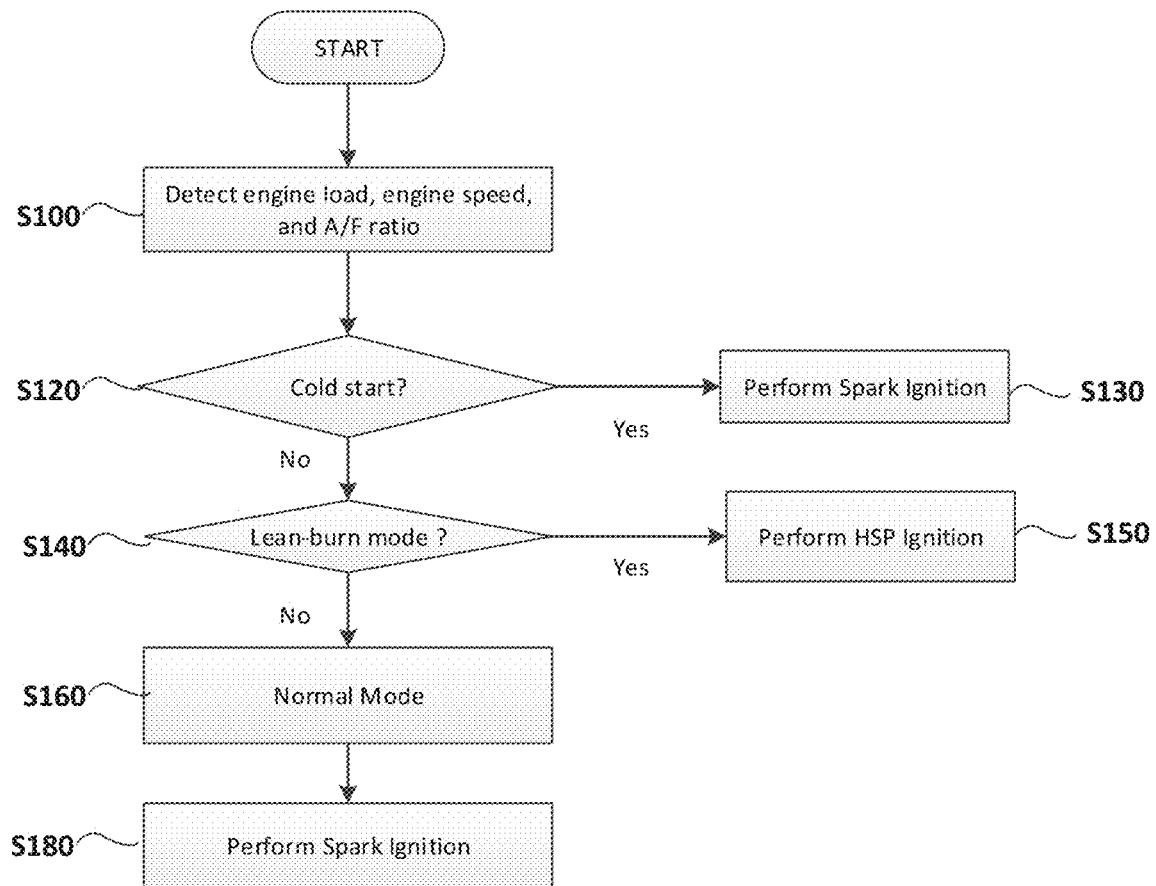 START
S100
Detect engine load, engine speed,
and A/F ratio
S120
Cold start?
Yes
Perform Spark Ignition
S130
No
S140
Lean-burn mode ?
Yes
Perform HSP Ignition
S150
No
S160
Normal Mode
S180
Perform Spark Ignition